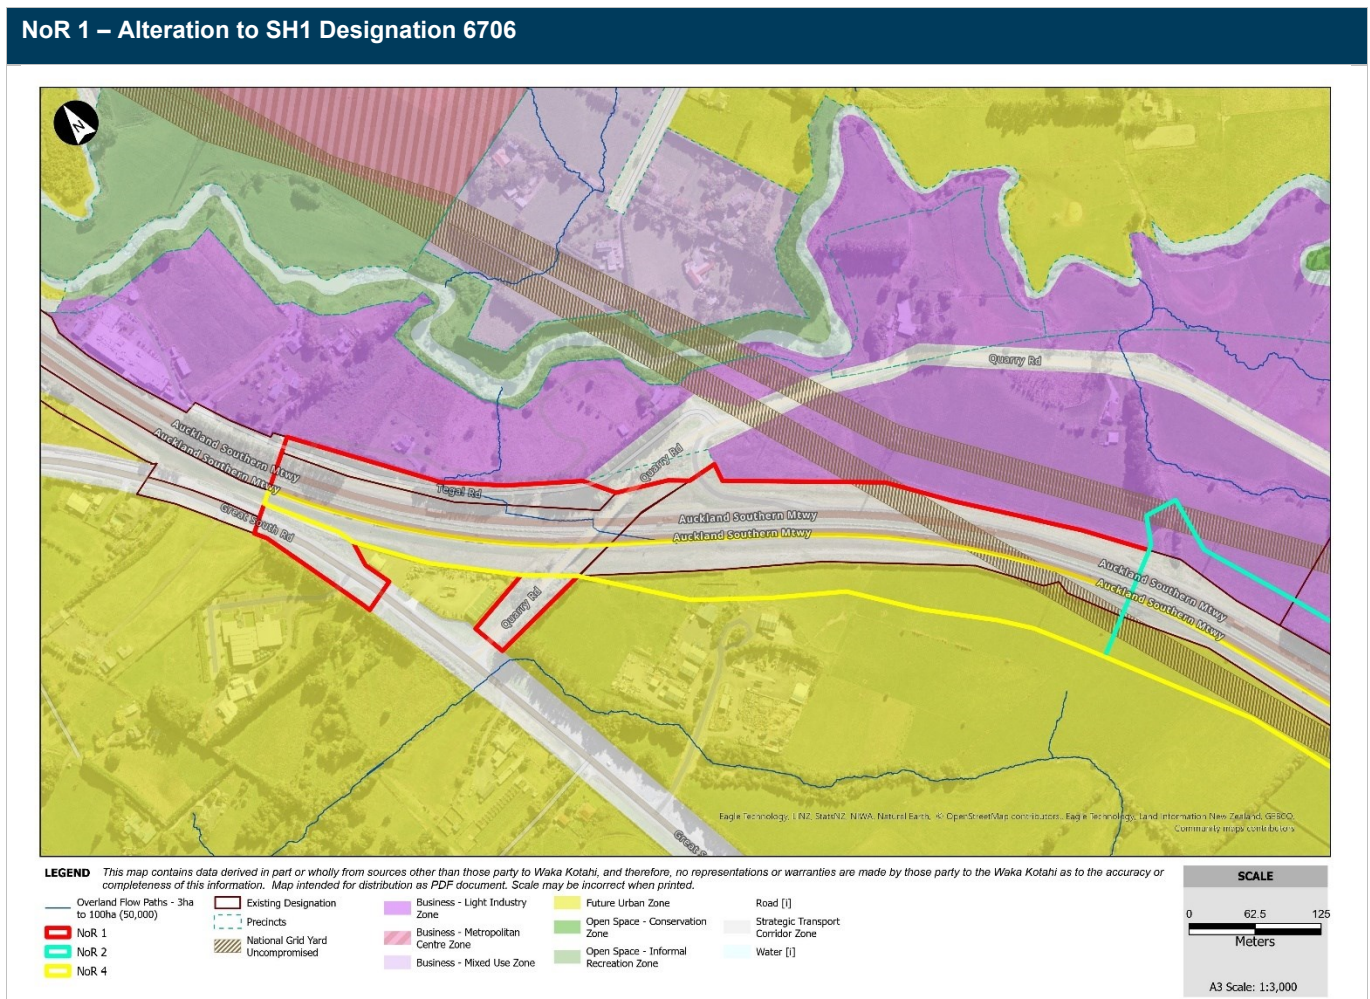 NoR 1 – Alteration to SH1 Designation 6706
N
Quarry Rd
Auckland Southern Mtwy
Auckland Southern Mtwy
Quarry Rd
Tegal Rd
Great South Rd
Auckland Southern Mtwy
Auckland Southern Mtwy
Auckland Southern Mtwy
Auckland Southern Mtwy
Quarry Rd
Great S
Eagle Technology, LINZ, StatsNZ, NIWA, Natural Earth, © OpenStreetMap contributors., Eagle Technology, Land Information New Zealand, GEBCO,
Community maps contributors
LEGEND This map contains data derived in part or wholly from sources other than those party to Waka Kotahi, and therefore, no representations or warranties are made by those party to the Waka Kotahi as to the accuracy or
completeness of this information. Map intended for distribution as PDF document. Scale may be incorrect when printed.
Overland Flow Paths - 3ha
to 100ha (50,000)
NoR 1
NoR 2
NoR 4
Existing Designation
Precincts
National Grid Yard
Uncompromised
Business - Light Industry
Zone
Business - Metropolitan
Centre Zone
Business - Mixed Use Zone
Future Urban Zone
Open Space - Conservation
Zone
Open Space - Informal
Recreation Zone
Road [i]
Strategic Transport
Corridor Zone
Water [i]
SCALE
0 62.5 125
Meters
A3 Scale: 1:3,000